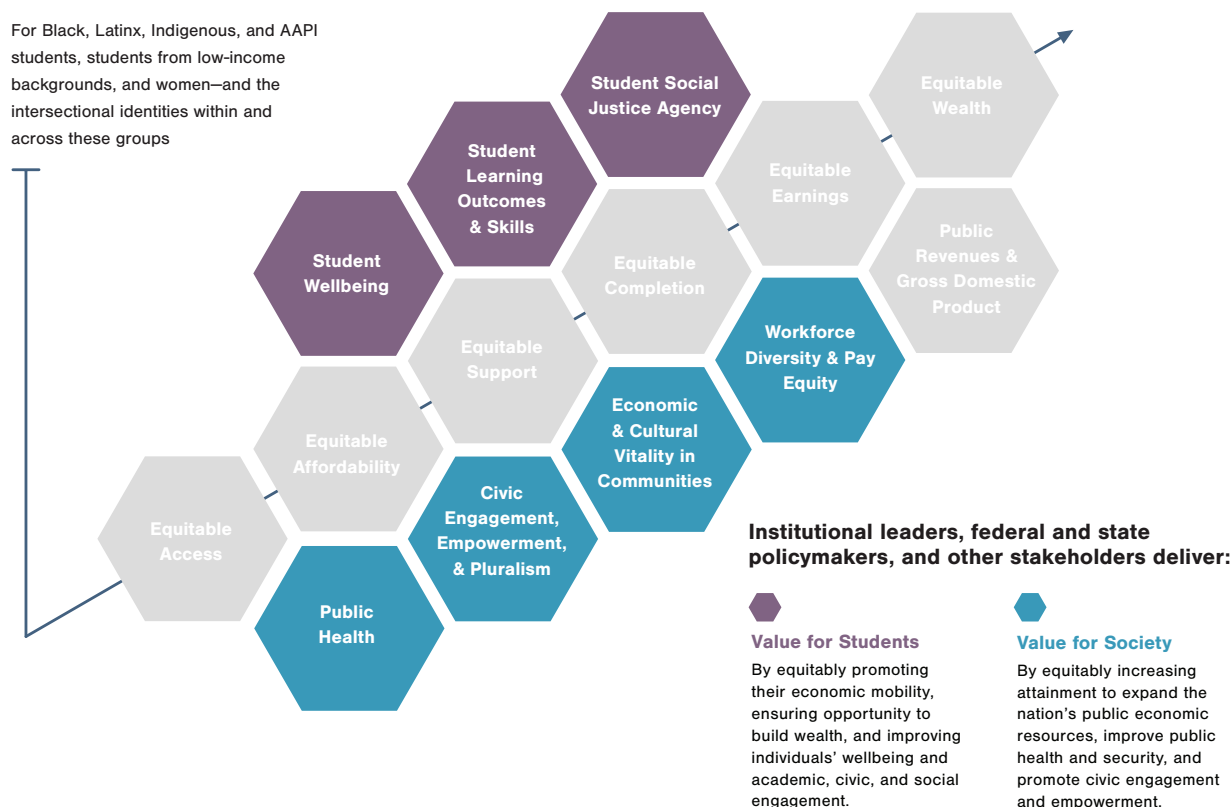 For Black, Latinx, Indigenous, and AAPI
students, students from low-income
backgrounds, and women—and the
intersectional identities within and
across these groups
Student Social
Justice Agency
Equitable
Wealth
Student
Learning
Outcomes
& Skills
Equitable
Earnings
Student
Wellbeing
Equitable
Completion
Public
Revenues &
Gross Domestic
Product
Equitable
Support
Workforce
Diversity & Pay
Equity
Equitable
Affordability
Economic
& Cultural
Vitality in
Communities
Equitable
Access
Civic
Engagement,
Empowerment,
& Pluralism
Public
Health
Institutional leaders, federal and state
policymakers, and other stakeholders deliver:
Value for Students
By equitably promoting
their economic mobility,
ensuring opportunity to
build wealth, and improving
individuals’ wellbeing and
academic, civic, and social
engagement.
Value for Society
By equitably increasing
attainment to expand the
nation’s public economic
resources, improve public
health and security, and
promote civic engagement
and empowerment.